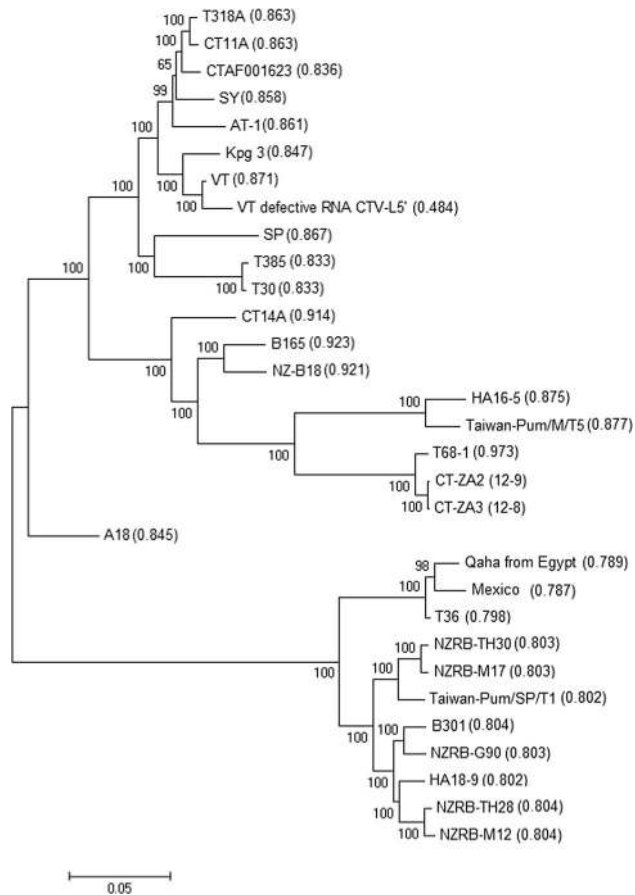 100 T318A (0.863)
100 CT11A (0.863)
65 CTAF001623 (0.836)
99 SY (0.858)
100 AT-1 (0.861)
Kpg 3 (0.847)
100 VT (0.871)
100 100 VT defective RNA CTV-L5' (0.484)
SP (0.867)
100 T385 (0.833)
100 100 T30 (0.833)
CT14A (0.914)
100 B165 (0.923)
100 NZ-B18 (0.921)
100 HA16-5 (0.875)
100 Taiwan-Pum/M/T5 (0.877)
100 T68-1 (0.973)
100 CT-ZA2 (12-9)
100 CT-ZA3 (12-8)
A18 (0.845)
98 Qaha from Egypt (0.789)
100 Mexico (0.787)
T36 (0.798)
100 NZRB-TH30 (0.803)
100 100 NZRB-M17 (0.803)
Taiwan-Pum/SP/T1 (0.802)
100 B301 (0.804)
100 NZRB-G90 (0.803)
100 HA18-9 (0.802)
NZRB-TH28 (0.804)
100 100 NZRB-M12 (0.804)
0.05